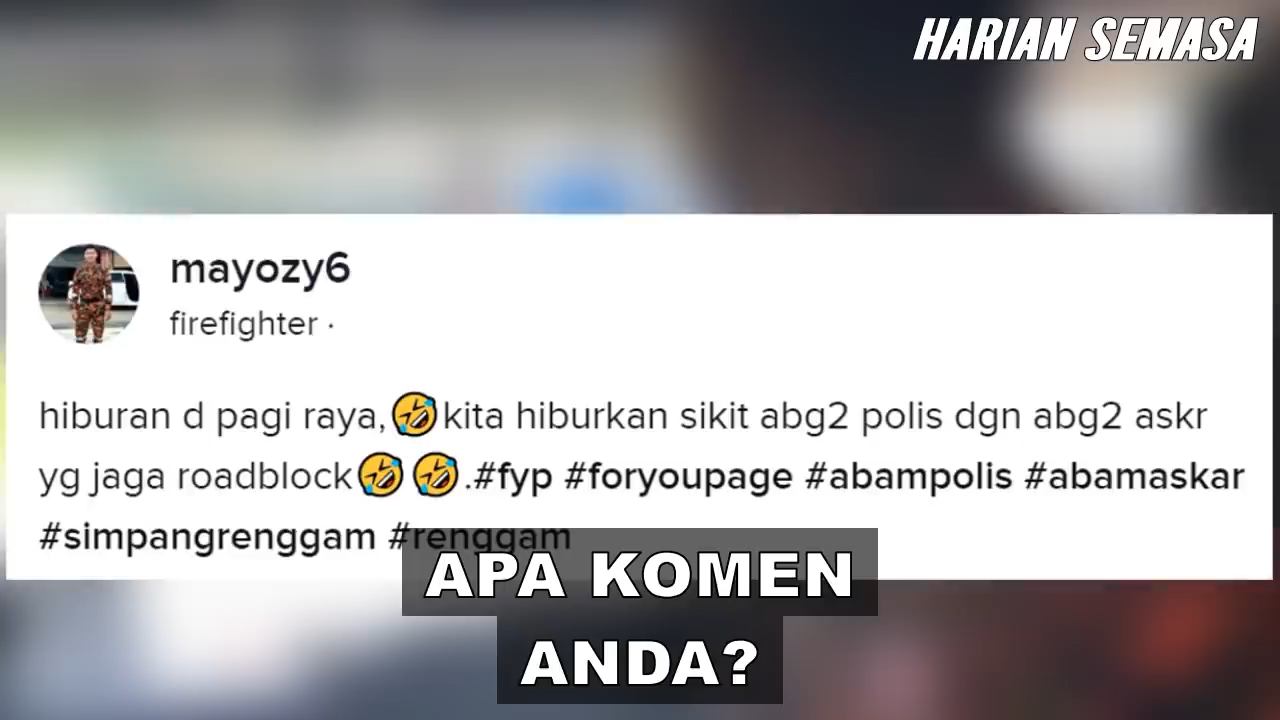 HARIAN SEMASA
mayozy6
firefighter ·
hiburan d pagi raya,🤣kita hiburkan sikit abg2 polis dgn abg2 askr
yg jaga roadblock🤣🤣.#fyp #foryoupage #abampolis #abamaskar
#simpangrenggam #renggam
APA KOMEN
ANDA?